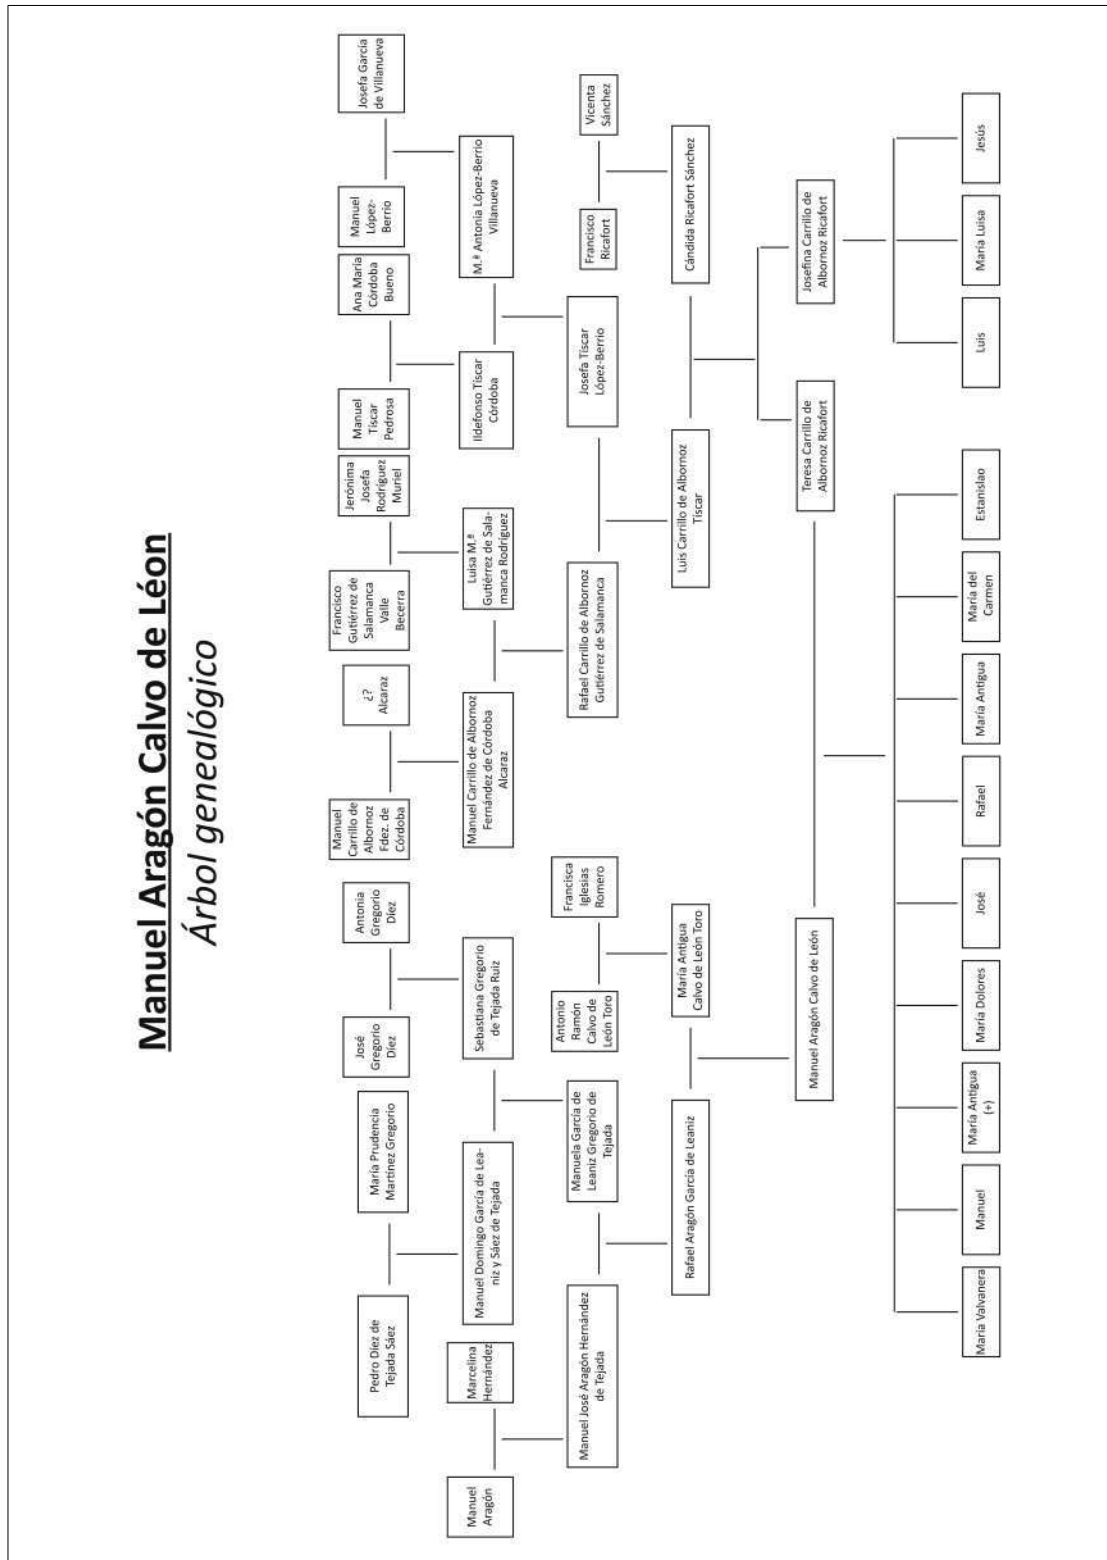 Manuel Aragón Calvo de Léon
Árbol genealógico
Pedro Díez de
Tejada Sáez
María Prudencia
Martínez Gregorio
José
Gregorio
Díez
Antonia
Gregorio
Díez
Manuel
Carrillo de
Albornoz
Fdez. de
Córdoba
¿?
Alcaraz
Francisco
Gutiérrez de
Salamanca
Valle
Becerra
Jerónima
Josefa
Rodríguez
Muriel
Manuel
Tíscar
Pedrosa
Ana María
Córdoba
Bueno
Manuel
López-
Berrio
Josefa García
de Villanueva
Manuel
Aragón
Marcelina
Hernández
Manuel Domingo García de Lea-
niz y Sáez de Tejada
Sebastiana Gregorio
de Tejada Ruiz
Manuel Carrillo de Albornoz
Fernández de Córdoba
Alcaraz
Luisa M.ª
Gutiérrez de Sala-
manca Rodríguez
Ildefonso Tíscar
Córdoba
M.ª Antonia López-Berrio
Villanueva
Manuel José Aragón Hernández
de Tejada
Manuela García de
Leaniz Gregorio de
Tejada
Antonio
Ramón
Calvo de
León Toro
Francisca
Iglesias
Romero
Rafael Carrillo de Albornoz
Gutiérrez de Salamanca
Josefa Tíscar
López-Berrio
Francisco
Ricafort
Vicenta
Sánchez
Rafael Aragón García de Leaniz
María Antigua
Calvo de León Toro
Luis Carrillo de Albornoz
Tíscar
Cándida Ricafort Sánchez
Manuel Aragón Calvo de León
Teresa Carrillo de
Albornoz Ricafort
Josefina Carrillo de
Albornoz Ricafort
María Valvanera
Manuel
María Antigua
(+)
María Dolores
José
Rafael
María Antigua
María del
Carmen
Estanislao
Luis
María Luisa
Jesús